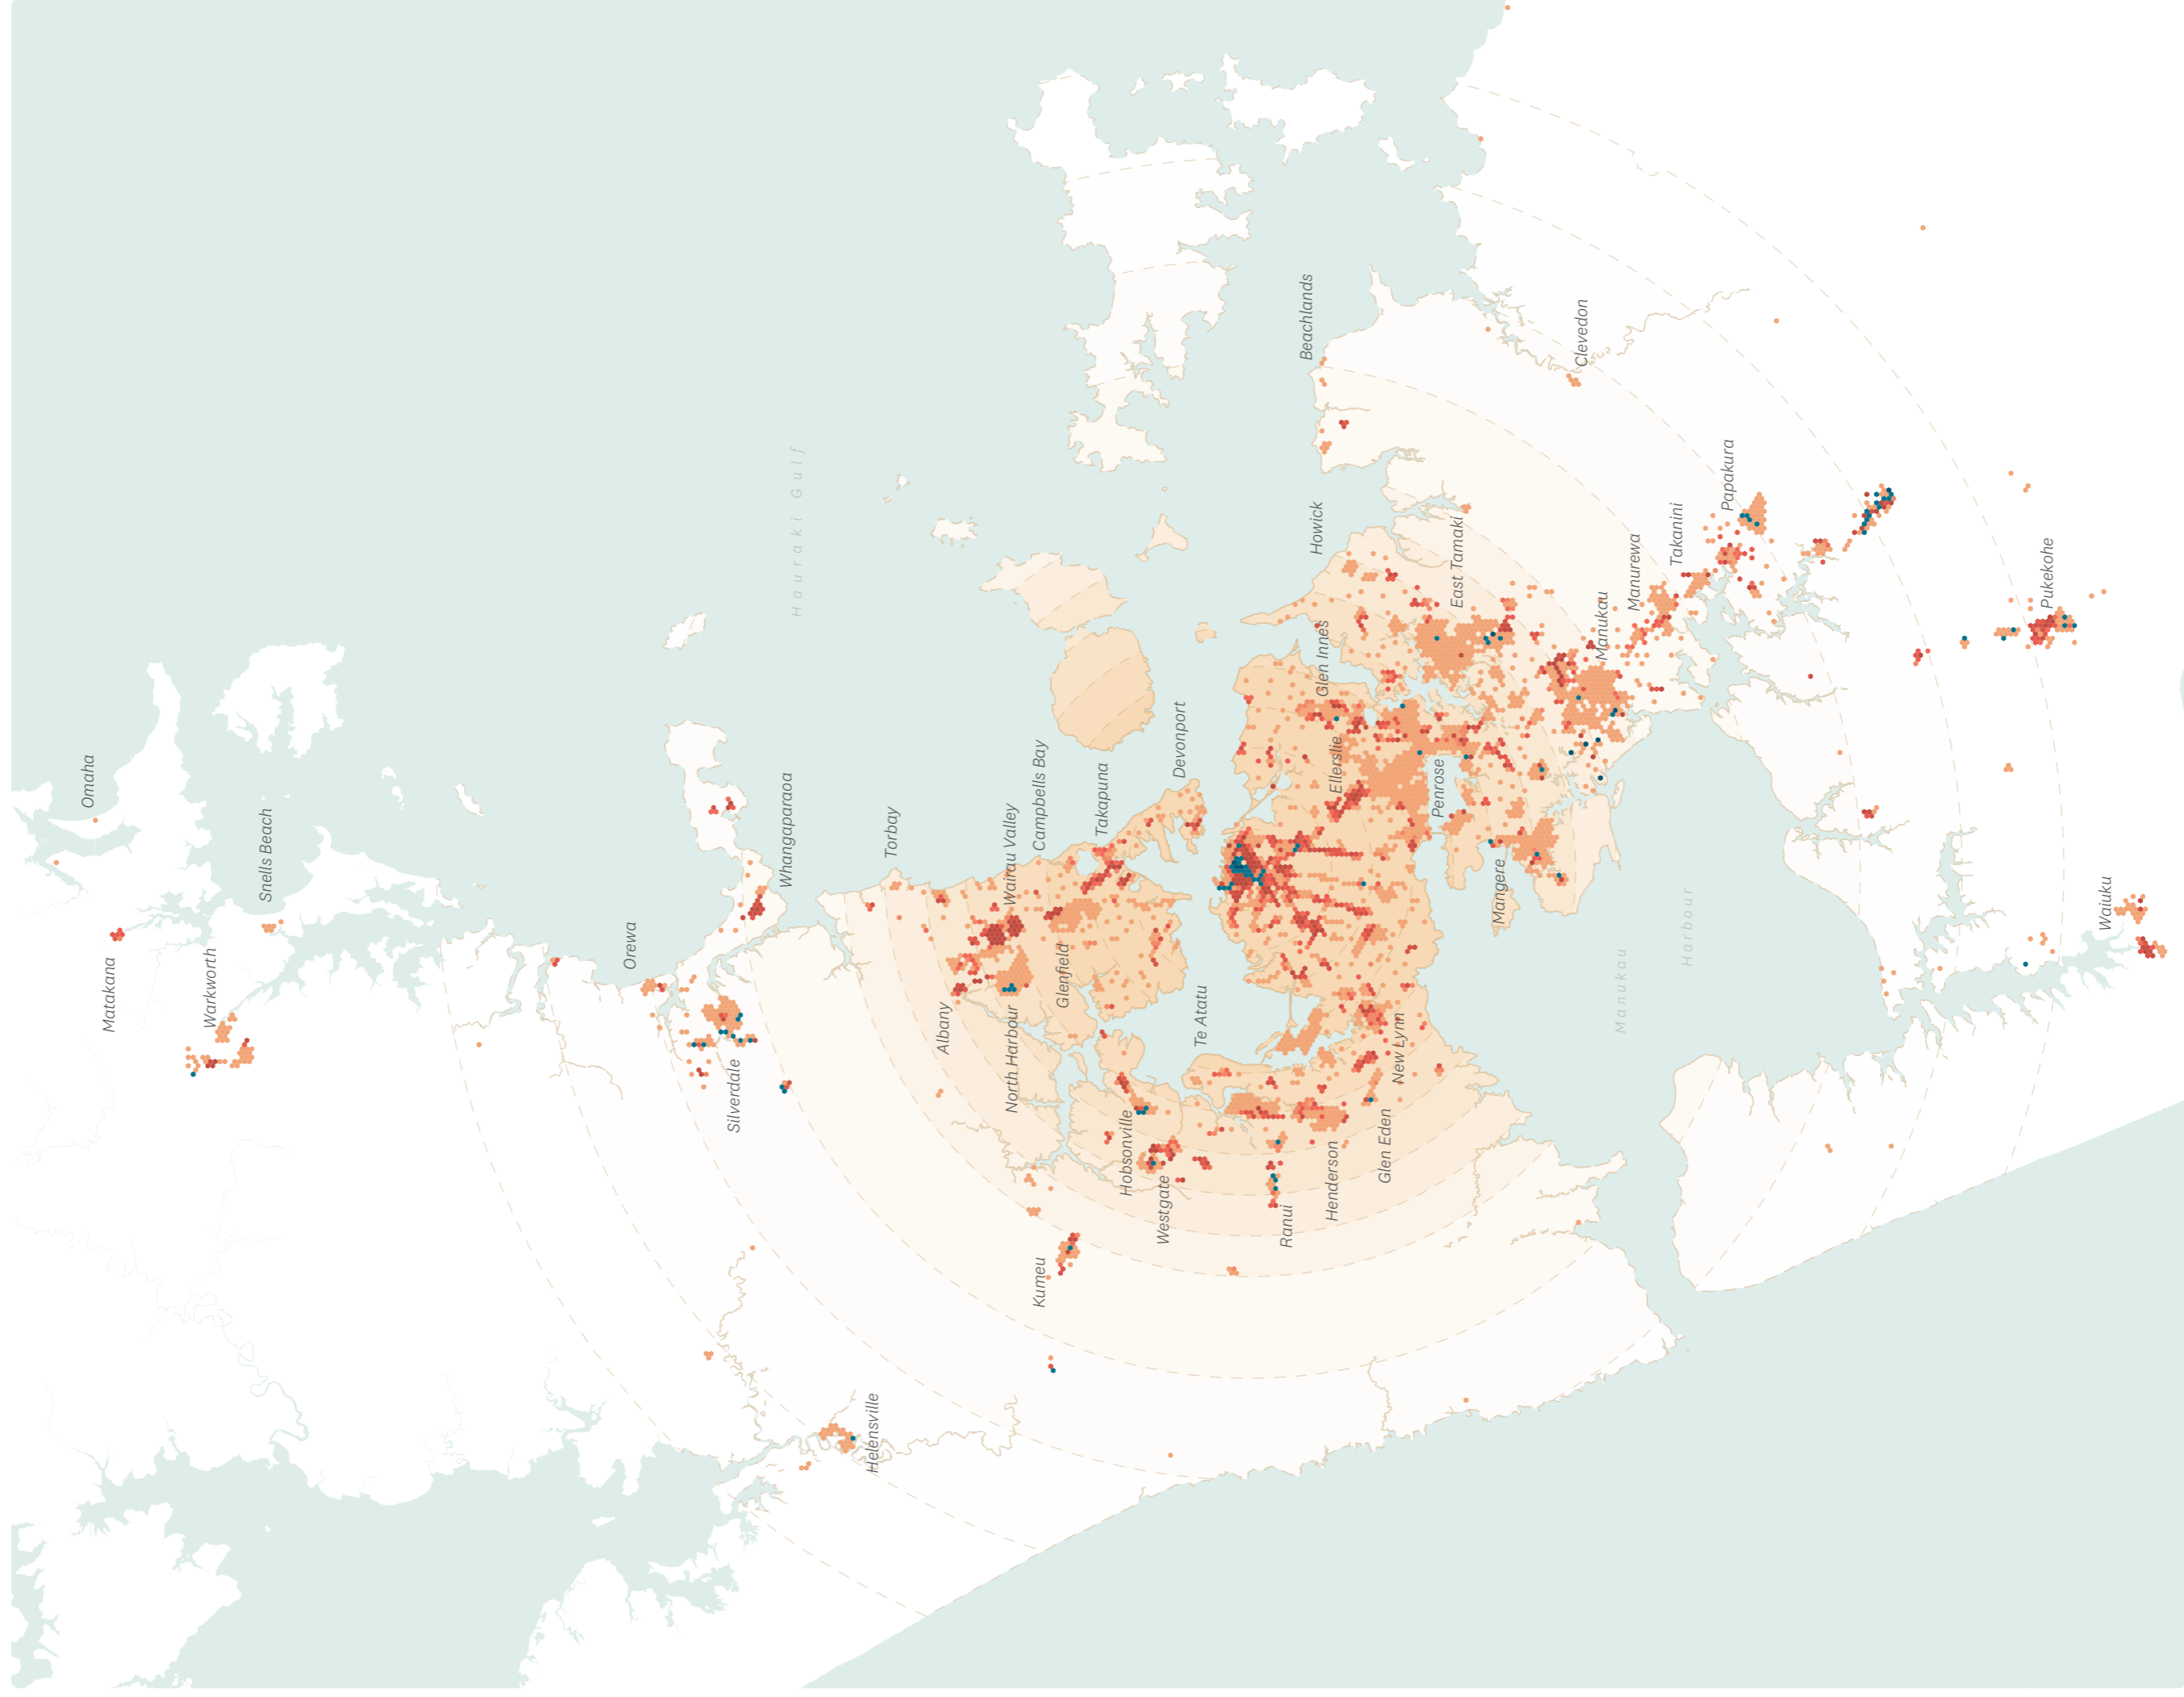 Omaha
Matakana
Warkworth
Snells Beach
Orewa
Whangaparaoa
Silverdale
Hauraki Gulf
Torbay
Helensville
Albany
Wairau Valley
Campbells Bay
North Harbour
Glenfield
Takapuna
Devonport
Kumeu
Hobsonville
Westgate
Te Atatu
Ranui
Henderson
Glen Eden
New Lynn
Beachlands
Howick
Glen Innes
Ellerslie
Penrose
East Tamaki
Mangere
Clevedon
Manukau
Manurewa
Takanini
Papakura
Manukau
Harbour
Pukekohe
Waiuku